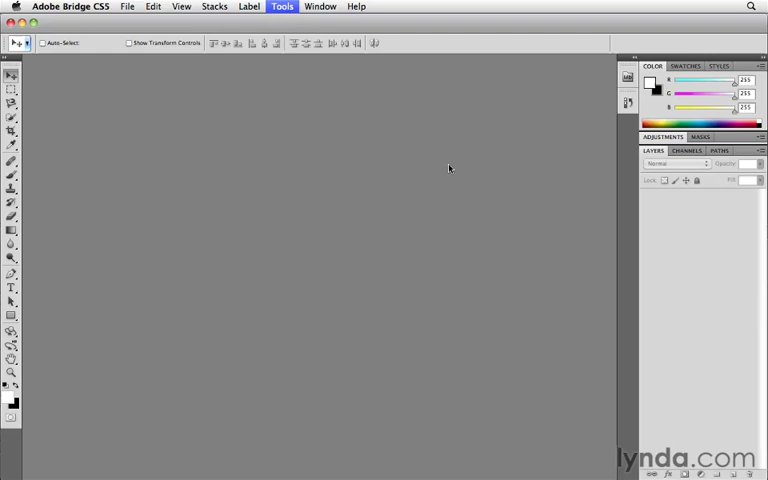 Adobe Bridge CS5 File Edit View Stacks Label Tools Window Help
Auto-Select Show Transform Controls
COLOR SWATCHES STYLES
R 255
G 255
B 255
ADJUSTMENTS MASKS
LAYERS CHANNELS PATHS
Normal Opacity:
Lock: Fill:
T
lynda.com